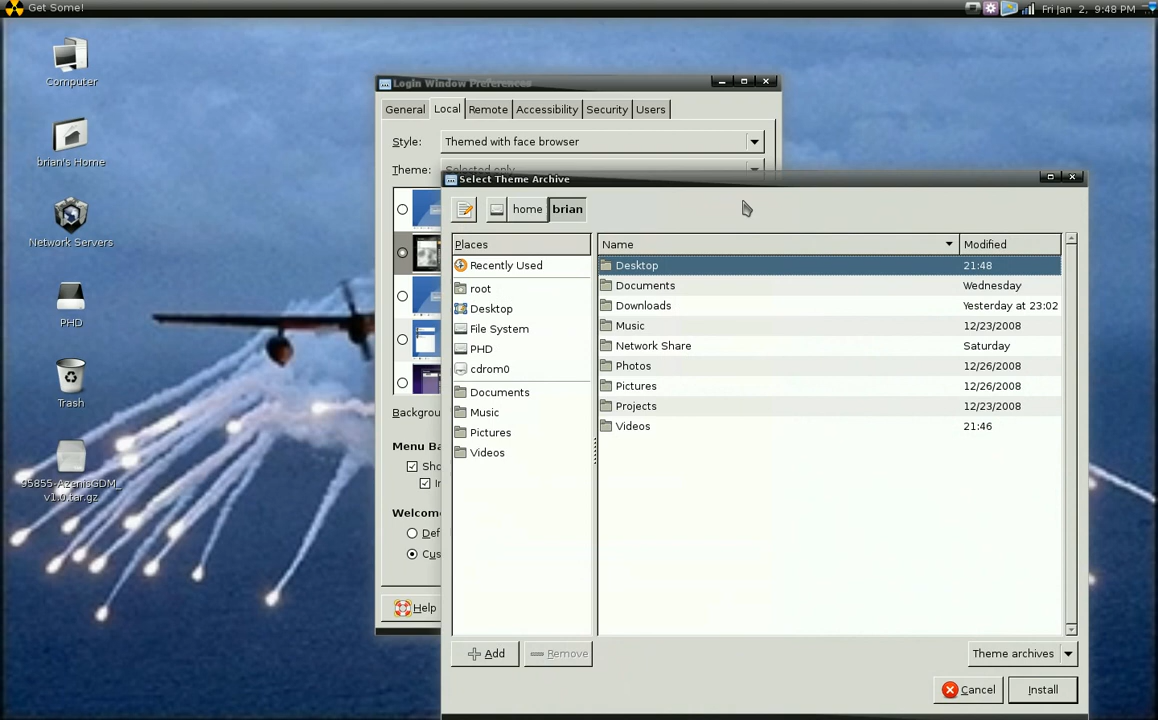 Get Some!
Fri Jan 2, 9:48 PM
Computer
brian's Home
Network Servers
PHD
Trash
95855-AzenisGDM_
v1.0.tar.gz
Login Window Preferences
General Local Remote Accessibility Security Users
Style: Themed with face browser
Theme: Selected only
Backgrou
Menu Ba
Sho
In
Welcom
Def
Cus
Help
Select Theme Archive
home brian
Places
Recently Used
root
Desktop
File System
PHD
cdrom0
Documents
Music
Pictures
Videos
Name Modified
Desktop 21:48
Documents Wednesday
Downloads Yesterday at 23:02
Music 12/23/2008
Network Share Saturday
Photos 12/26/2008
Pictures 12/26/2008
Projects 12/23/2008
Videos 21:46
Add Remove
Theme archives
Cancel Install